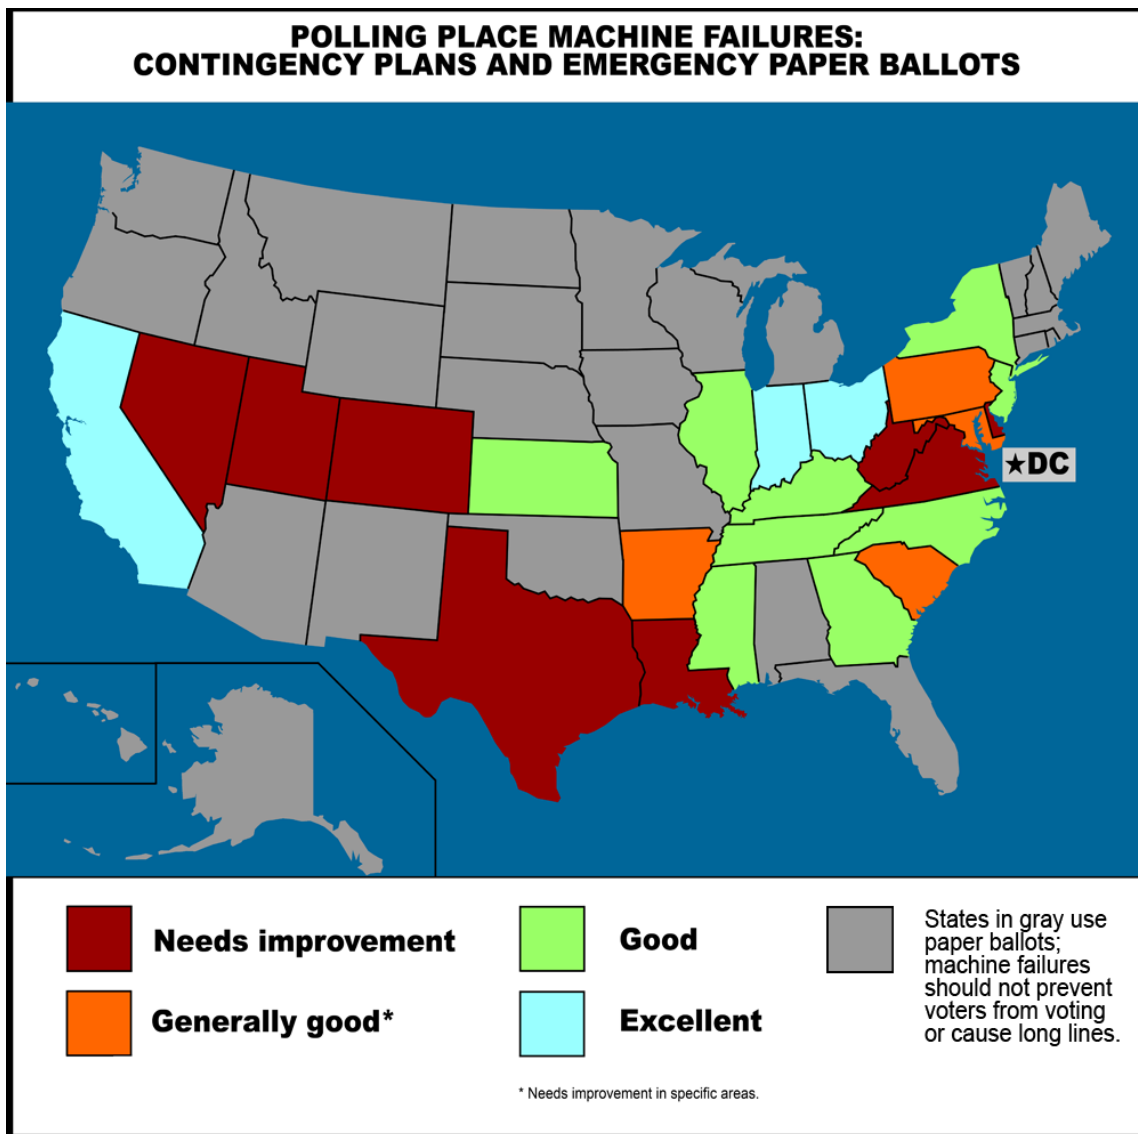 POLLING PLACE MACHINE FAILURES:
CONTINGENCY PLANS AND EMERGENCY PAPER BALLOTS
★DC
Needs improvement
Generally good*
Good
Excellent
States in gray use
paper ballots;
machine failures
should not prevent
voters from voting
or cause long lines.
* Needs improvement in specific areas.